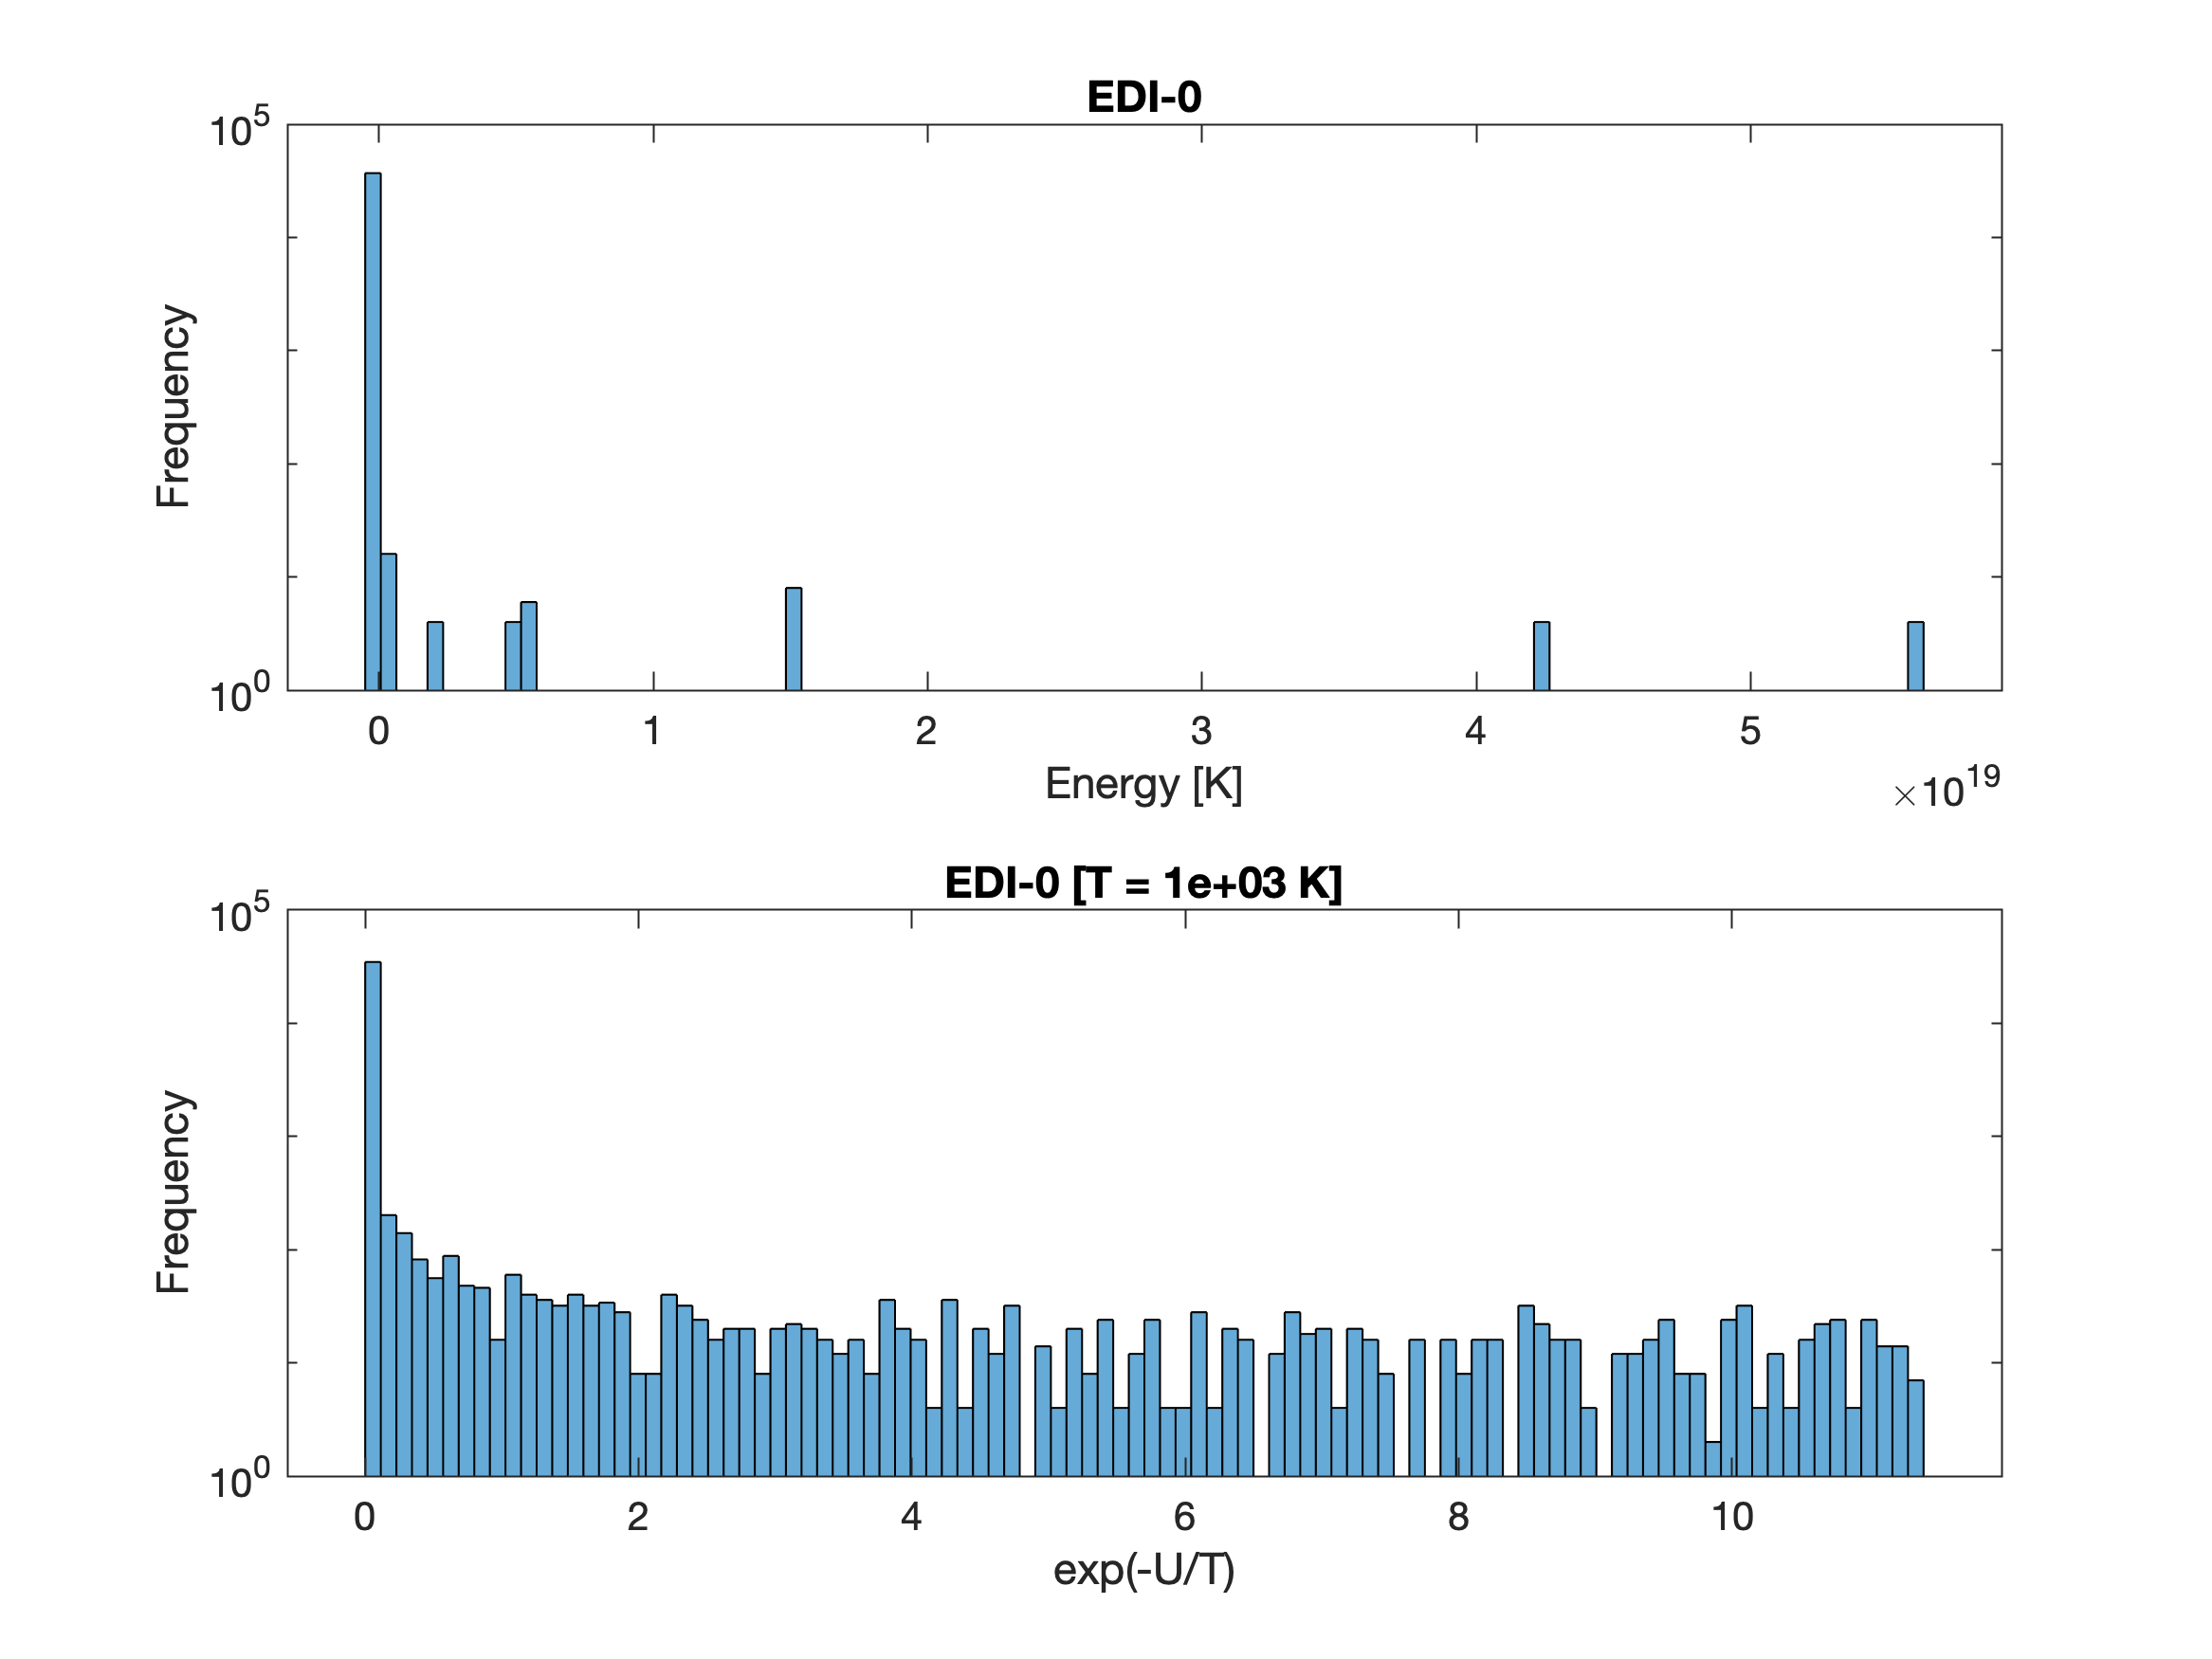 EDI-0
10^5
Frequency
10^0
0 1 2 3 4 5
Energy [K]
×10^19
EDI-0 [T = 1e+03 K]
10^5
Frequency
10^0
0 2 4 6 8 10
exp(-U/T)